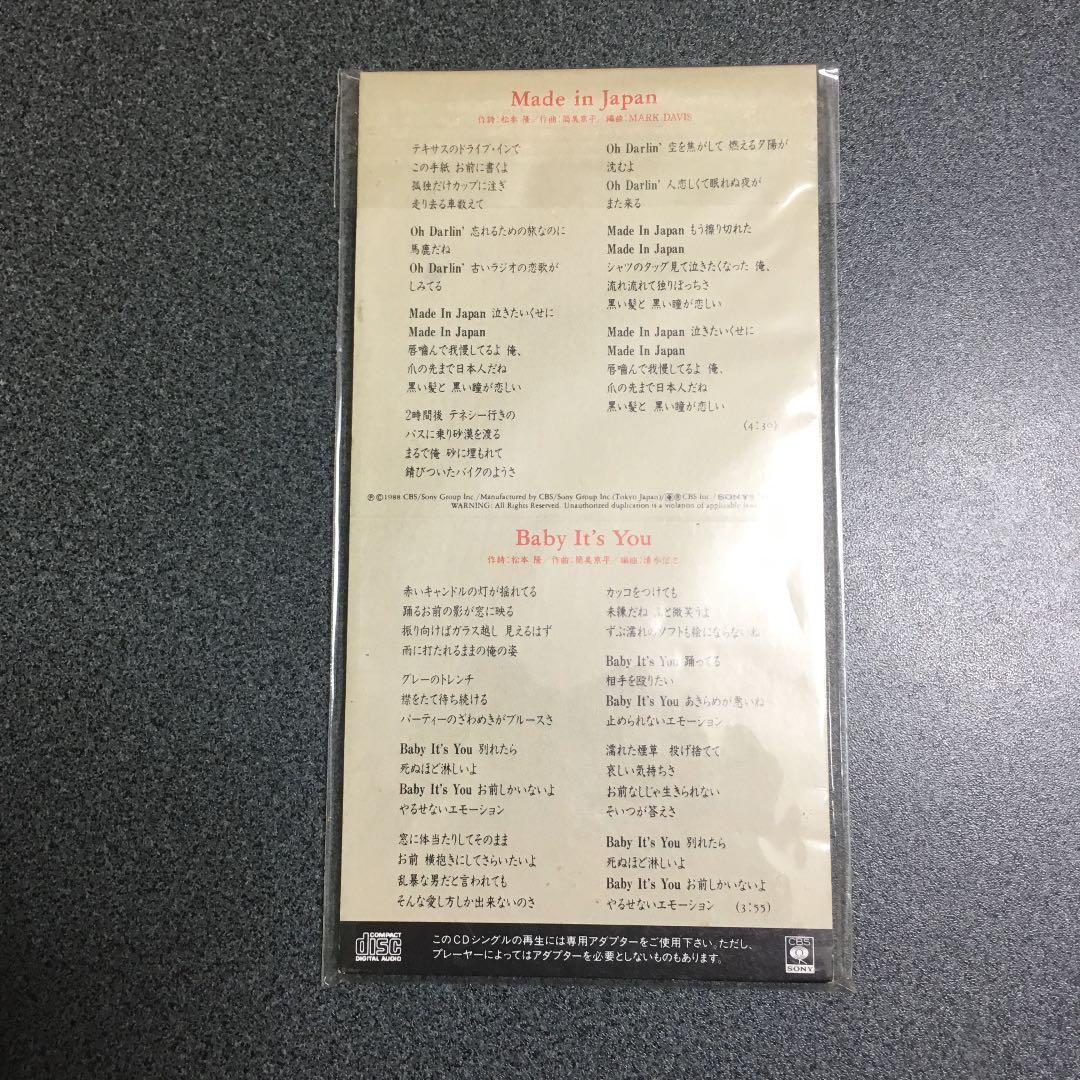 Made in Japan
作詩：松本 隆／作曲：筒美京平／編曲：MARK DAVIS
テキサスのドライブ・インで
この手紙 お前に書くよ
孤独だけカップに注ぎ
走り去る車数えて
Oh Darlin' 忘れるための旅なのに
馬鹿だね
Oh Darlin' 古いラジオの恋歌が
しみてる
Made In Japan 泣きたいくせに
Made In Japan
唇噛んで我慢してるよ 俺、
爪の先まで日本人だね
黒い髪と 黒い瞳が恋しい
2時間後 テネシー行きの
バスに乗り砂漠を渡る
まるで俺 砂に埋もれて
錆びついたバイクのようさ
Oh Darlin' 空を焦がして 燃える夕陽が
沈むよ
Oh Darlin' 人恋しくて眠れぬ夜が
また来る
Made In Japan もう擦り切れた
Made In Japan
シャツのタッグ見て泣きたくなった 俺、
流れ流れて独りぼっちさ
黒い髪と 黒い瞳が恋しい
Made In Japan 泣きたいくせに
Made In Japan
唇噛んで我慢してるよ 俺、
爪の先まで日本人だね
黒い髪と 黒い瞳が恋しい
(4:30)
Ⓟ©1988 CBS/Sony Group Inc./Manufactured by CBS/Sony Group Inc.(Tokyo Japan)/®CBS Inc./SONY®
WARNING: All Rights Reserved. Unauthorized duplication is a violation of applicable laws
Baby It's You
作詩：松本 隆／作曲：筒美京平／編曲：清水信之
赤いキャンドルの灯が揺れてる
踊るお前の影が窓に映る
振り向けばガラス越し 見えるはず
雨に打たれるままの俺の姿
グレーのトレンチ
襟をたて待ち続ける
パーティーのざわめきがブルースさ
Baby It's You 別れたら
死ぬほど淋しいよ
Baby It's You お前しかいないよ
やるせないエモーション
窓に体当たりしてそのまま
お前 横抱きにしてさらいたいよ
乱暴な男だと言われても
そんな愛し方しか出来ないのさ
カッコをつけても
未練だね ふと微笑うよ
ずぶ濡れのソフトも絵にならないね
Baby It's You 踊ってる
相手を殴りたい
Baby It's You あきらめが悪いね
止められないエモーション
濡れた煙草 投げ捨てて
哀しい気持ちさ
お前なしじゃ生きられない
そいつが答えさ
Baby It's You 別れたら
死ぬほど淋しいよ
Baby It's You お前しかいないよ
やるせないエモーション (3:55)
COMPACT
disc
DIGITAL AUDIO
このCDシングルの再生には専用アダプターをご使用下さい。ただし、
プレーヤーによってはアダプターを必要としないものもあります。
CBS
SONY